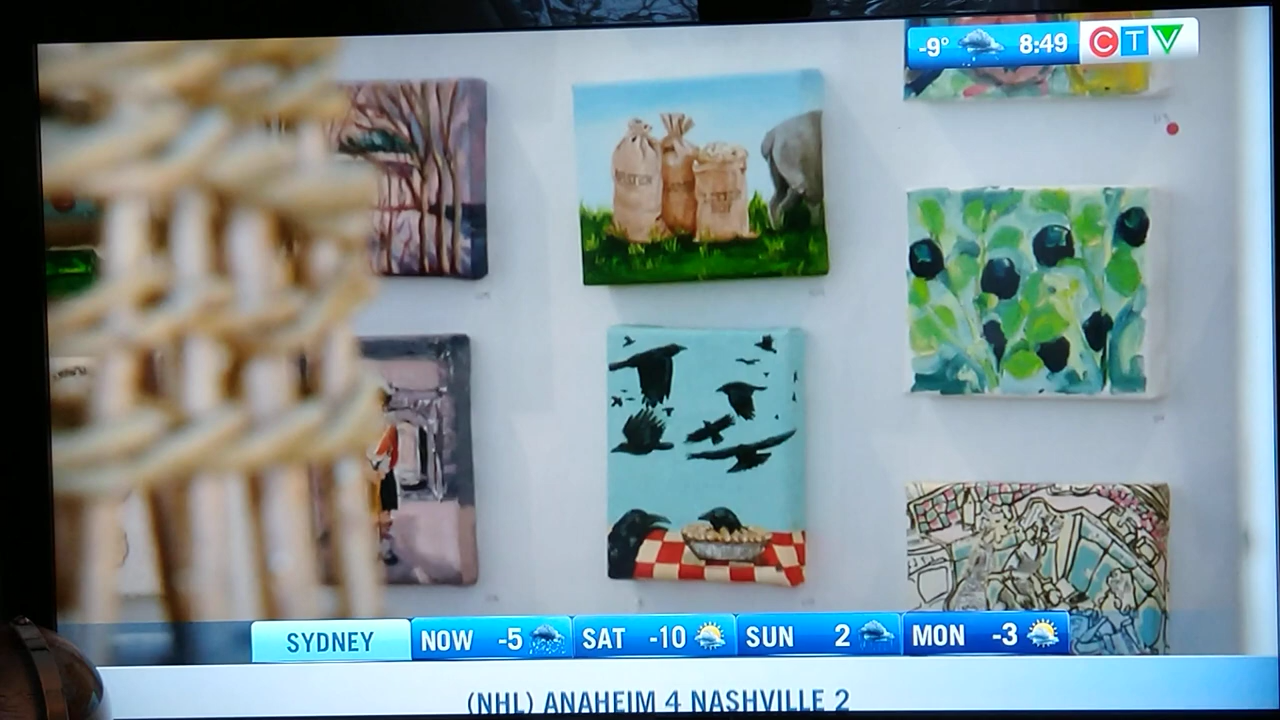 -9° 8:49 CTV
SYDNEY NOW -5 SAT -10 SUN 2 MON -3
(NHL) ANAHEIM 4 NASHVILLE 2